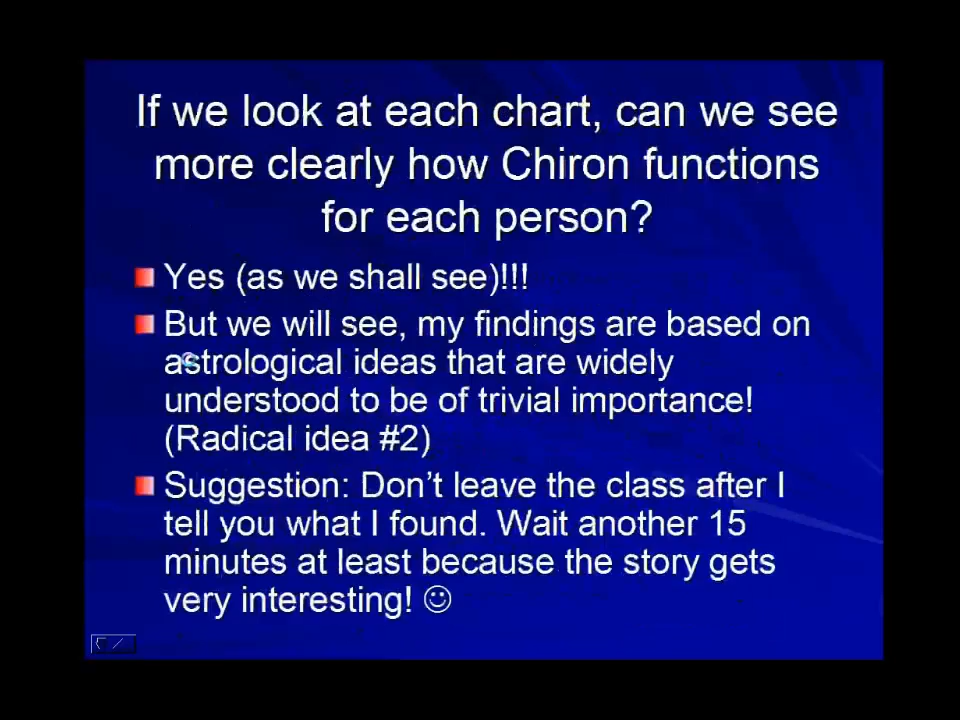 If we look at each chart, can we see
more clearly how Chiron functions
for each person?
Yes (as we shall see)!!!
But we will see, my findings are based on
astrological ideas that are widely
understood to be of trivial importance!
(Radical idea #2)
Suggestion: Don't leave the class after I
tell you what I found. Wait another 15
minutes at least because the story gets
very interesting! ☺